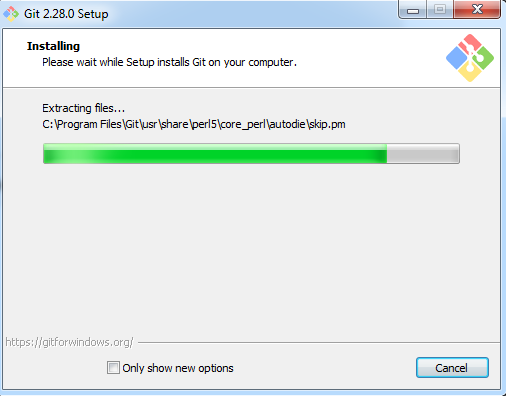 Git 2.28.0 Setup
Installing
Please wait while Setup installs Git on your computer.
Extracting files...
C:\Program Files\Git\usr\share\perl5\core_perl\autodie\skip.pm
https://gitforwindows.org/
Only show new options
Cancel